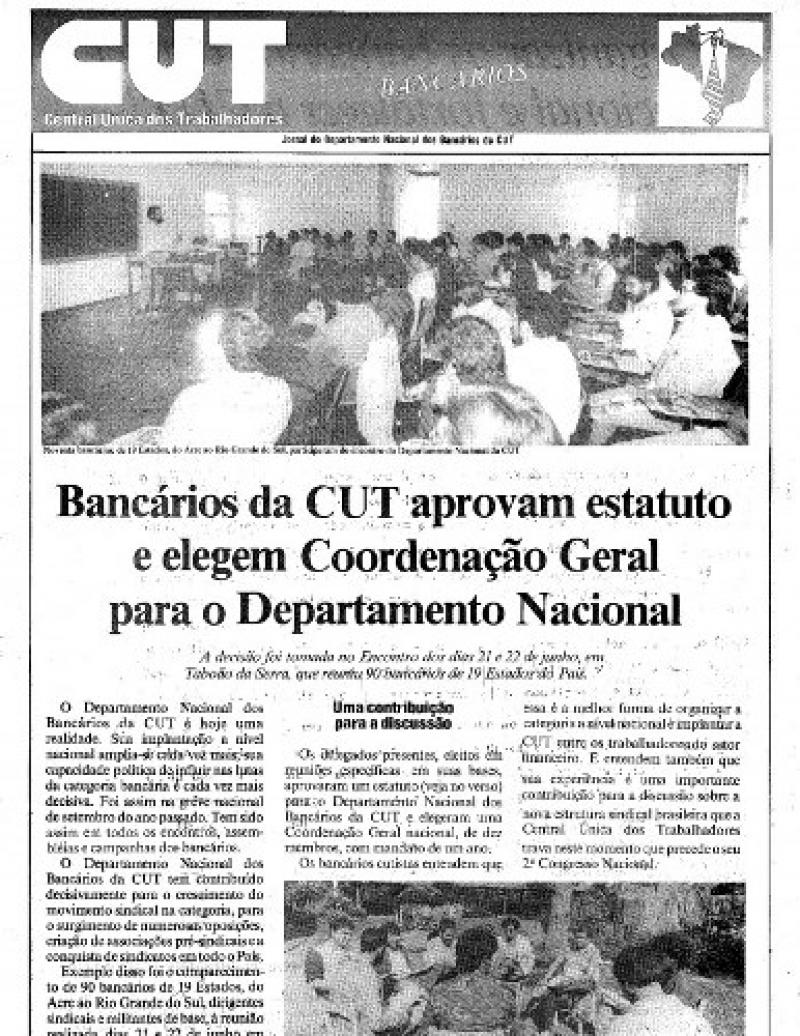 CUT
Central Única dos Trabalhadores
BANCÁRIOS
Jornal do Departamento Nacional dos Bancários da CUT
Noventa bancários, de 19 Estados, do Acre ao Rio Grande do Sul, participaram do encontro do Departamento Nacional da CUT
Bancários da CUT aprovam estatuto
e elegem Coordenação Geral
para o Departamento Nacional
A decisão foi tomada no Encontro dos dias 21 e 22 de junho, em
Taboão da Serra, que reuniu 90 bancários de 19 Estados do País.
O Departamento Nacional dos
Bancários da CUT é hoje uma
realidade. Sua implantação a nível
nacional amplia-se cada vez mais; sua
capacidade política de influir nas lutas
da categoria bancária é cada vez mais
decisiva. Foi assim na greve nacional
de setembro do ano passado. Tem sido
assim em todos os encontros, assem-
bléias e campanhas dos bancários.
O Departamento Nacional dos
Bancários da CUT tem contribuído
decisivamente para o crescimento do
movimento sindical na categoria, para
o surgimento de numerosas oposições,
criação de associações pré-sindicais e a
conquista de sindicatos em todo o País.
Exemplo disso foi o comparecimen-
to de 90 bancários de 19 Estados, do
Acre ao Rio Grande do Sul, dirigentes
sindicais e militantes de base, à reunião
realizada dias 21 e 22 de junho em
Uma contribuição
para a discussão
Os delegados presentes, eleitos em
reuniões específicas em suas bases,
aprovaram um estatuto (veja no verso)
para o Departamento Nacional dos
Bancários da CUT e elegeram uma
Coordenação Geral nacional, de dez
membros, com mandato de um ano.
Os bancários cutistas entendem que
essa é a melhor forma de organizar a
categoria a nível nacional e implantar a
CUT entre os trabalhadores do setor
financeiro. E entendem também que
sua experiência é uma importante
contribuição para a discussão sobre a
nova estrutura sindical brasileira que a
Central Única dos Trabalhadores
trava neste momento que precede o seu
2º Congresso Nacional.